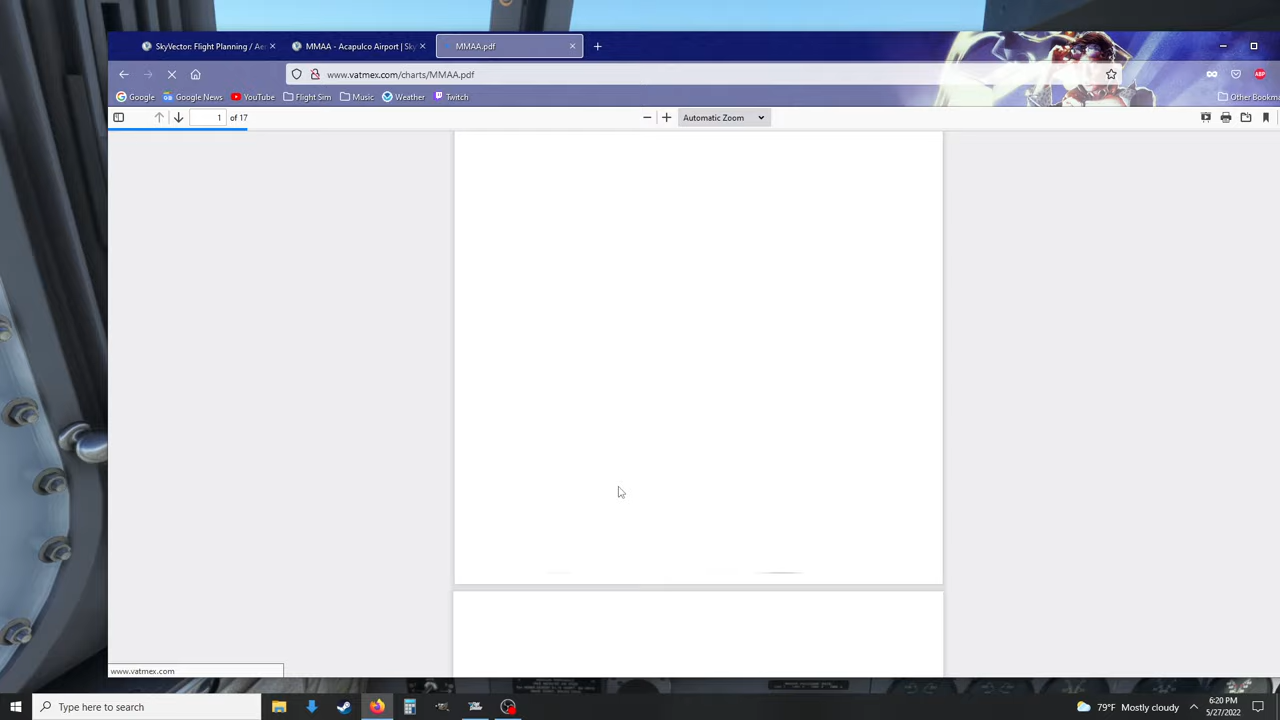 SkyVector: Flight Planning / Aer
MMAA - Acapulco Airport | Sky
MMAA.pdf
www.vatmex.com/charts/MMAA.pdf
Google
Google News
YouTube
Flight Sim
Music
Weather
Twitch
Other Bookma
1 of 17
Automatic Zoom
www.vatmex.com
Type here to search
79°F Mostly cloudy
6:20 PM
5/27/2022